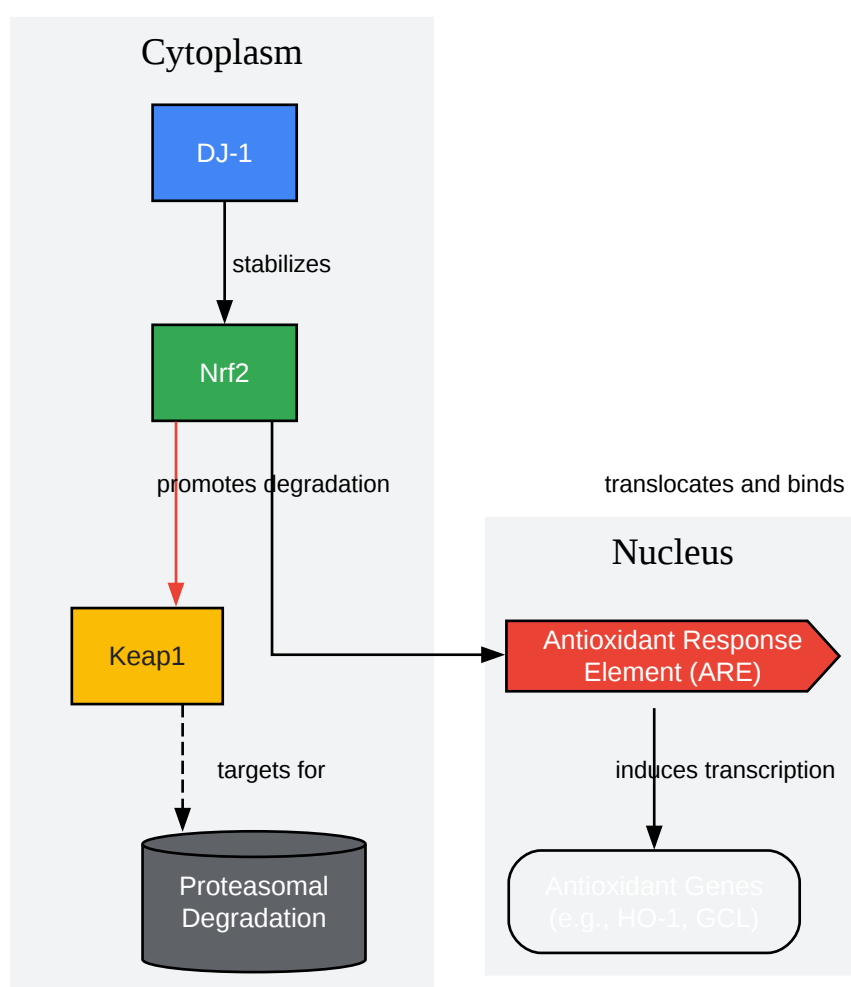 Cytoplasm
DJ-1
stabilizes
Nrf2
promotes degradation
translocates and binds
Nucleus
Keap1
Antioxidant Response
Element (ARE)
targets for
induces transcription
Proteasomal
Degradation
Antioxidant Genes
(e.g., HO-1, GCL)